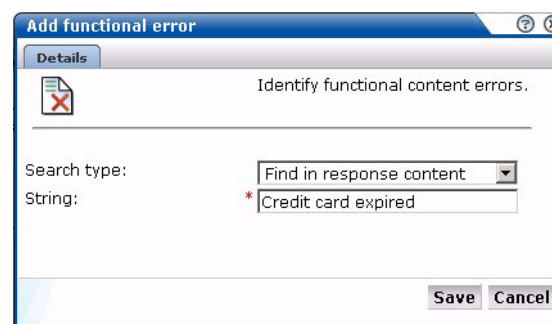 Add functional error
Details
Identify functional content errors.
Search type:
Find in response content
String:
* Credit card expired
Save Cancel